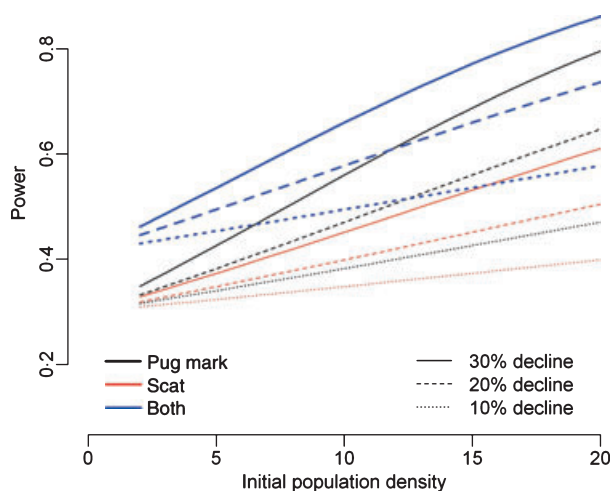 0·8
0·6
0·4
0·2
Power
Pug mark
Scat
Both
30% decline
20% decline
10% decline
0
5
10
15
20
Initial population density